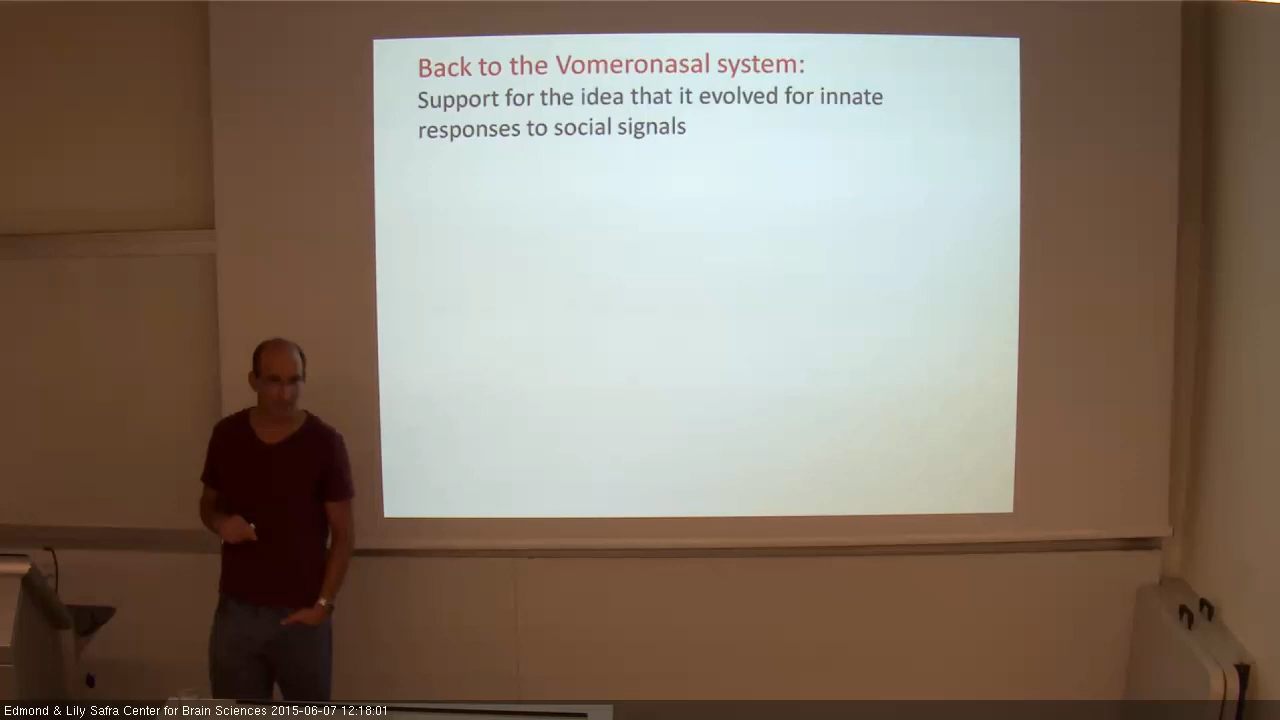 Back to the Vomeronasal system:
Support for the idea that it evolved for innate
responses to social signals
Edmond & Lily Safra Center for Brain Sciences 2015-06-07 12:18:01